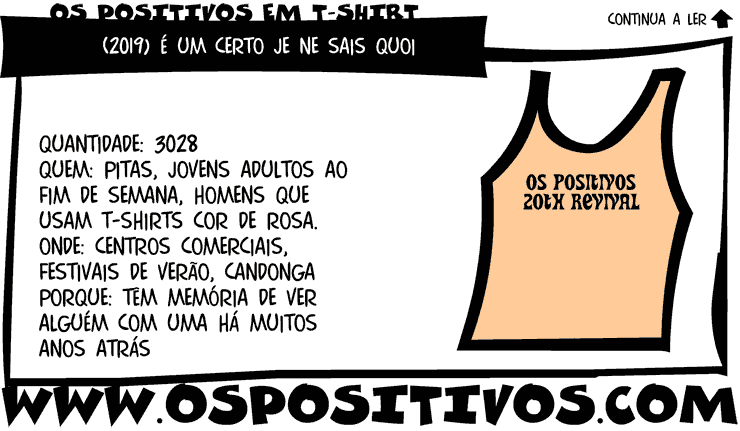 OS POSITIVOS EM T-SHIRT
CONTINUA A LER
(2019) É UM CERTO JE NE SAIS QUOI
QUANTIDADE: 3028
QUEM: PITAS, JOVENS ADULTOS AO
FIM DE SEMANA, HOMENS QUE
USAM T-SHIRTS COR DE ROSA.
ONDE: CENTROS COMERCIAIS,
FESTIVAIS DE VERÃO, CANDONGA
PORQUE: TÊM MEMÓRIA DE VER
ALGUÉM COM UMA HÁ MUITOS
ANOS ATRÁS
OS POSITIVOS
20tX REVIVAL
WWW.OSPOSITIVOS.COM